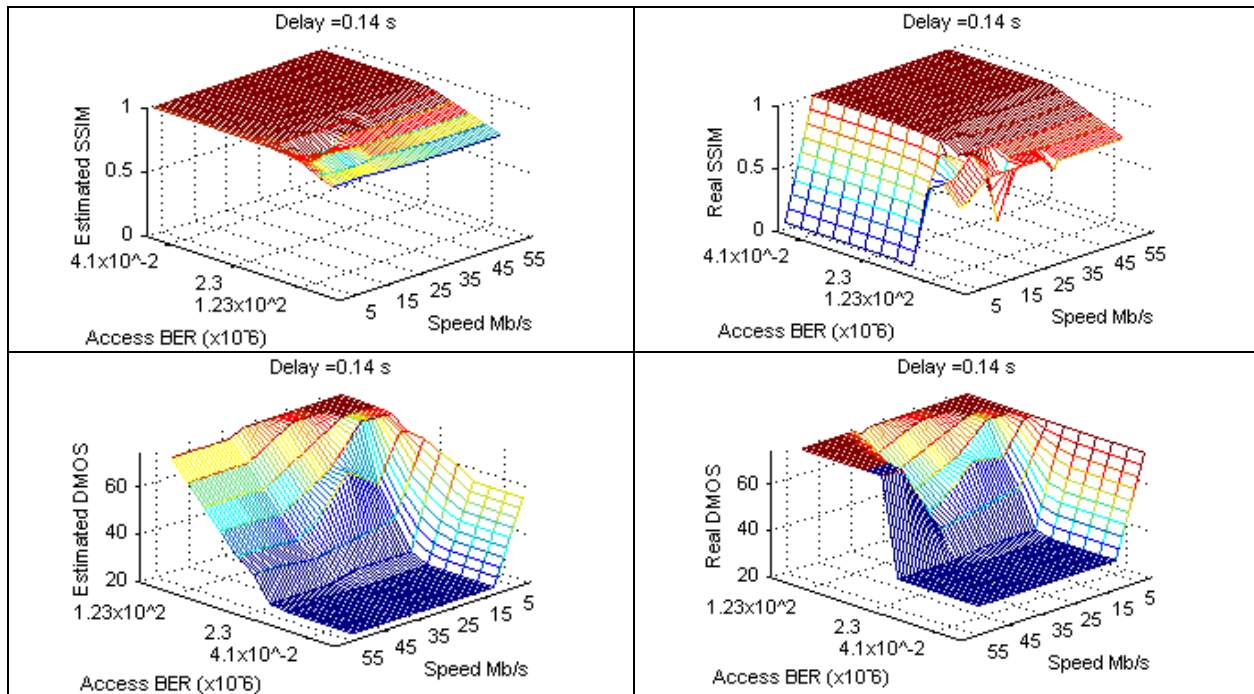 Delay =0.14 s
Estimated SSIM
1
0.5
0
4.1x10^-2
2.3
1.23x10^2
Access BER (x10^-6)
5
15
25
35
45
55
Speed Mb/s
Delay =0.14 s
Real SSIM
1
0.5
0
4.1x10^-2
2.3
1.23x10^2
Access BER (x10^-6)
5
15
25
35
45
55
Speed Mb/s
Delay =0.14 s
Estimated DMOS
60
40
20
1.23x10^2
2.3
4.1x10^-2
Access BER (x10^-6)
55
45
35
25
15
5
Speed Mb/s
Delay =0.14 s
Real DMOS
60
40
20
1.23x10^2
2.3
4.1x10^-2
Access BER (x10^-6)
55
45
35
25
15
5
Speed Mb/s